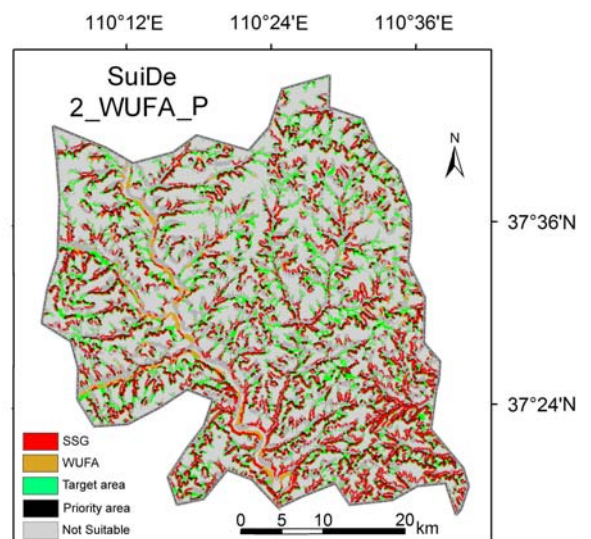 110°12'E 110°24'E 110°36'E
SuiDe
2_WUFA_P
N
37°36'N
37°24'N
SSG
WUFA
Target area
Priority area
Not Suitable
0 5 10 20 km